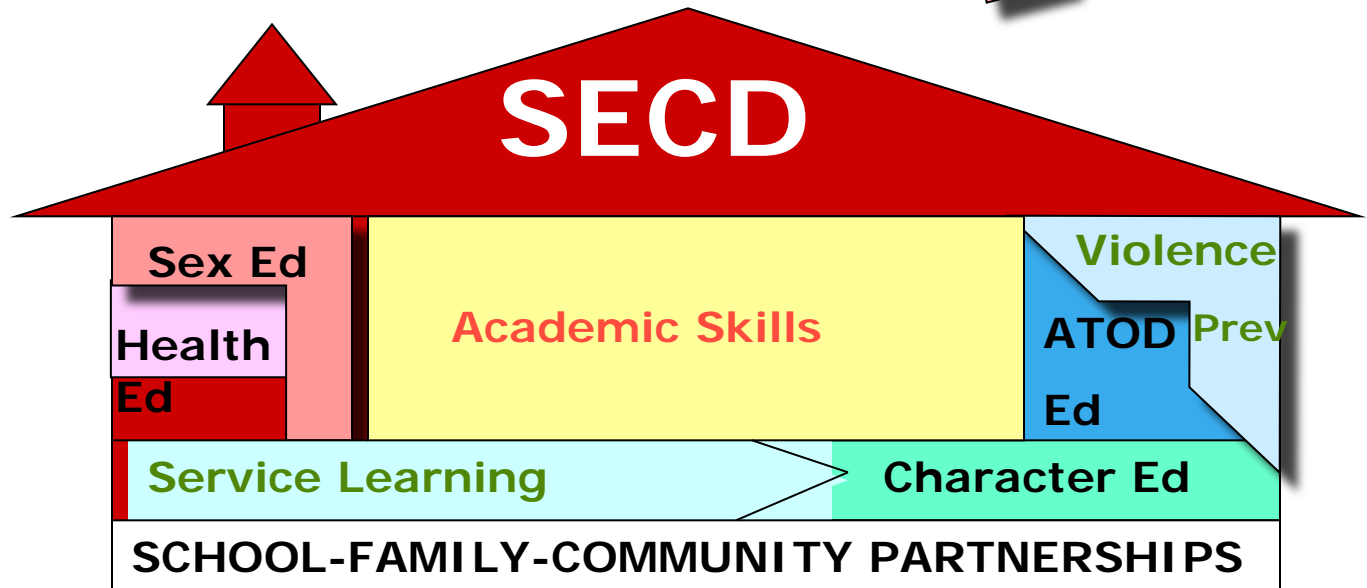 SECD
Sex Ed
Health
Ed
Academic Skills
Violence
Prev
ATOD
Ed
Service Learning
Character Ed
SCHOOL-FAMILY-COMMUNITY PARTNERSHIPS